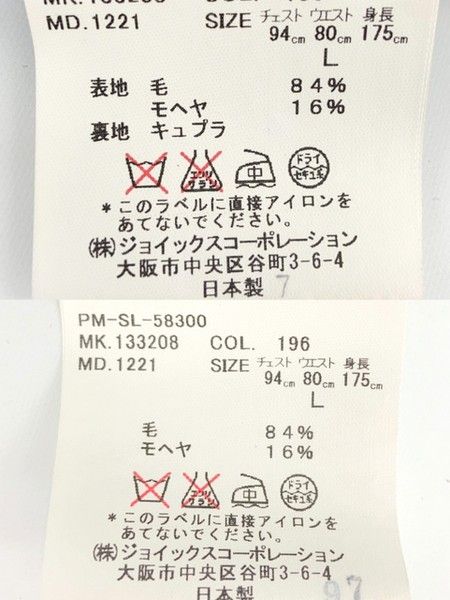 MK.133208
MD.1221 SIZE チェスト ウエスト 身長
94cm 80cm 175cm
L
表地 毛 84%
モヘヤ 16%
裏地 キュプラ
エンソ サラシ 中 ドライ セキユ系
*このラベルに直接アイロンを
あてないでください。
(株)ジョイックスコーポレーション
大阪市中央区谷町3-6-4
日本製 7
PM-SL-58300
MK.133208 COL. 196
MD.1221 SIZE チェスト ウエスト 身長
94cm 80cm 175cm
L
毛 84%
モヘヤ 16%
エンソ サラシ 中 ドライ セキユ系
*このラベルに直接アイロンを
あてないでください。
(株)ジョイックスコーポレーション
大阪市中央区谷町3-6-4
日本製 97